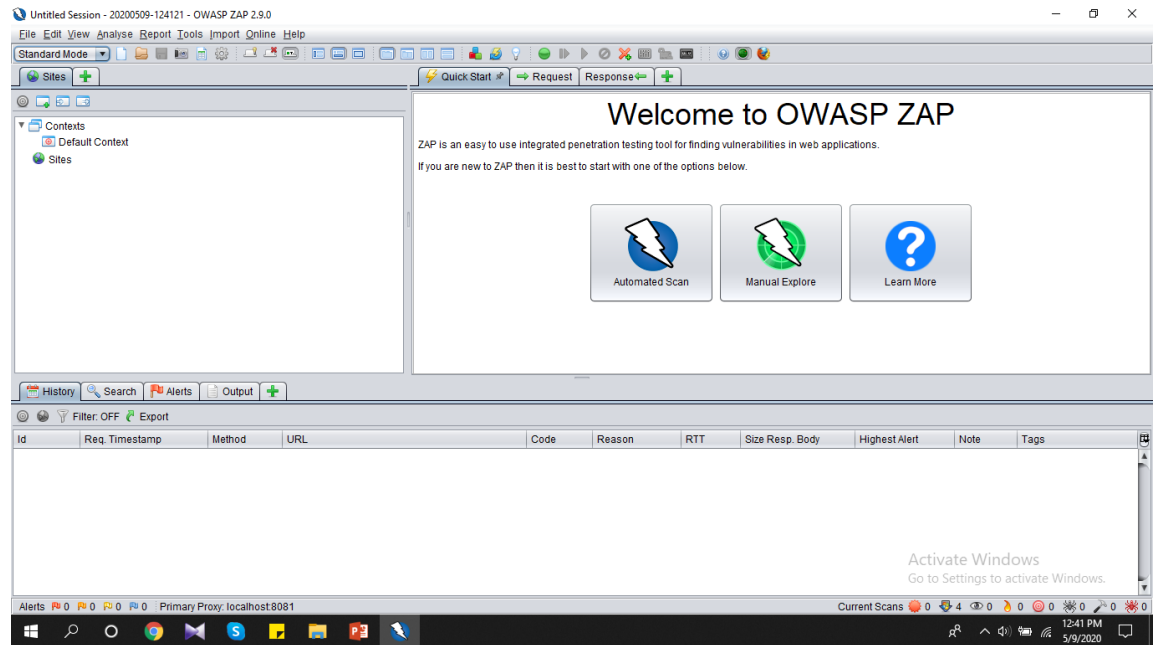 Untitled Session - 20200509-124121 - OWASP ZAP 2.9.0
File Edit View Analyse Report Tools Import Online Help
Standard Mode
Sites
Quick Start
Request
Response
Contexts
Default Context
Sites
Welcome to OWASP ZAP
ZAP is an easy to use integrated penetration testing tool for finding vulnerabilities in web applications.
If you are new to ZAP then it is best to start with one of the options below.
Automated Scan
Manual Explore
Learn More
History
Search
Alerts
Output
Filter: OFF
Export
Id
Req. Timestamp
Method
URL
Code
Reason
RTT
Size Resp. Body
Highest Alert
Note
Tags
Activate Windows
Go to Settings to activate Windows.
Alerts 0 0 0 0 Primary Proxy: localhost:8081
Current Scans 0 4 0 0 0 0 0 0
12:41 PM
5/9/2020